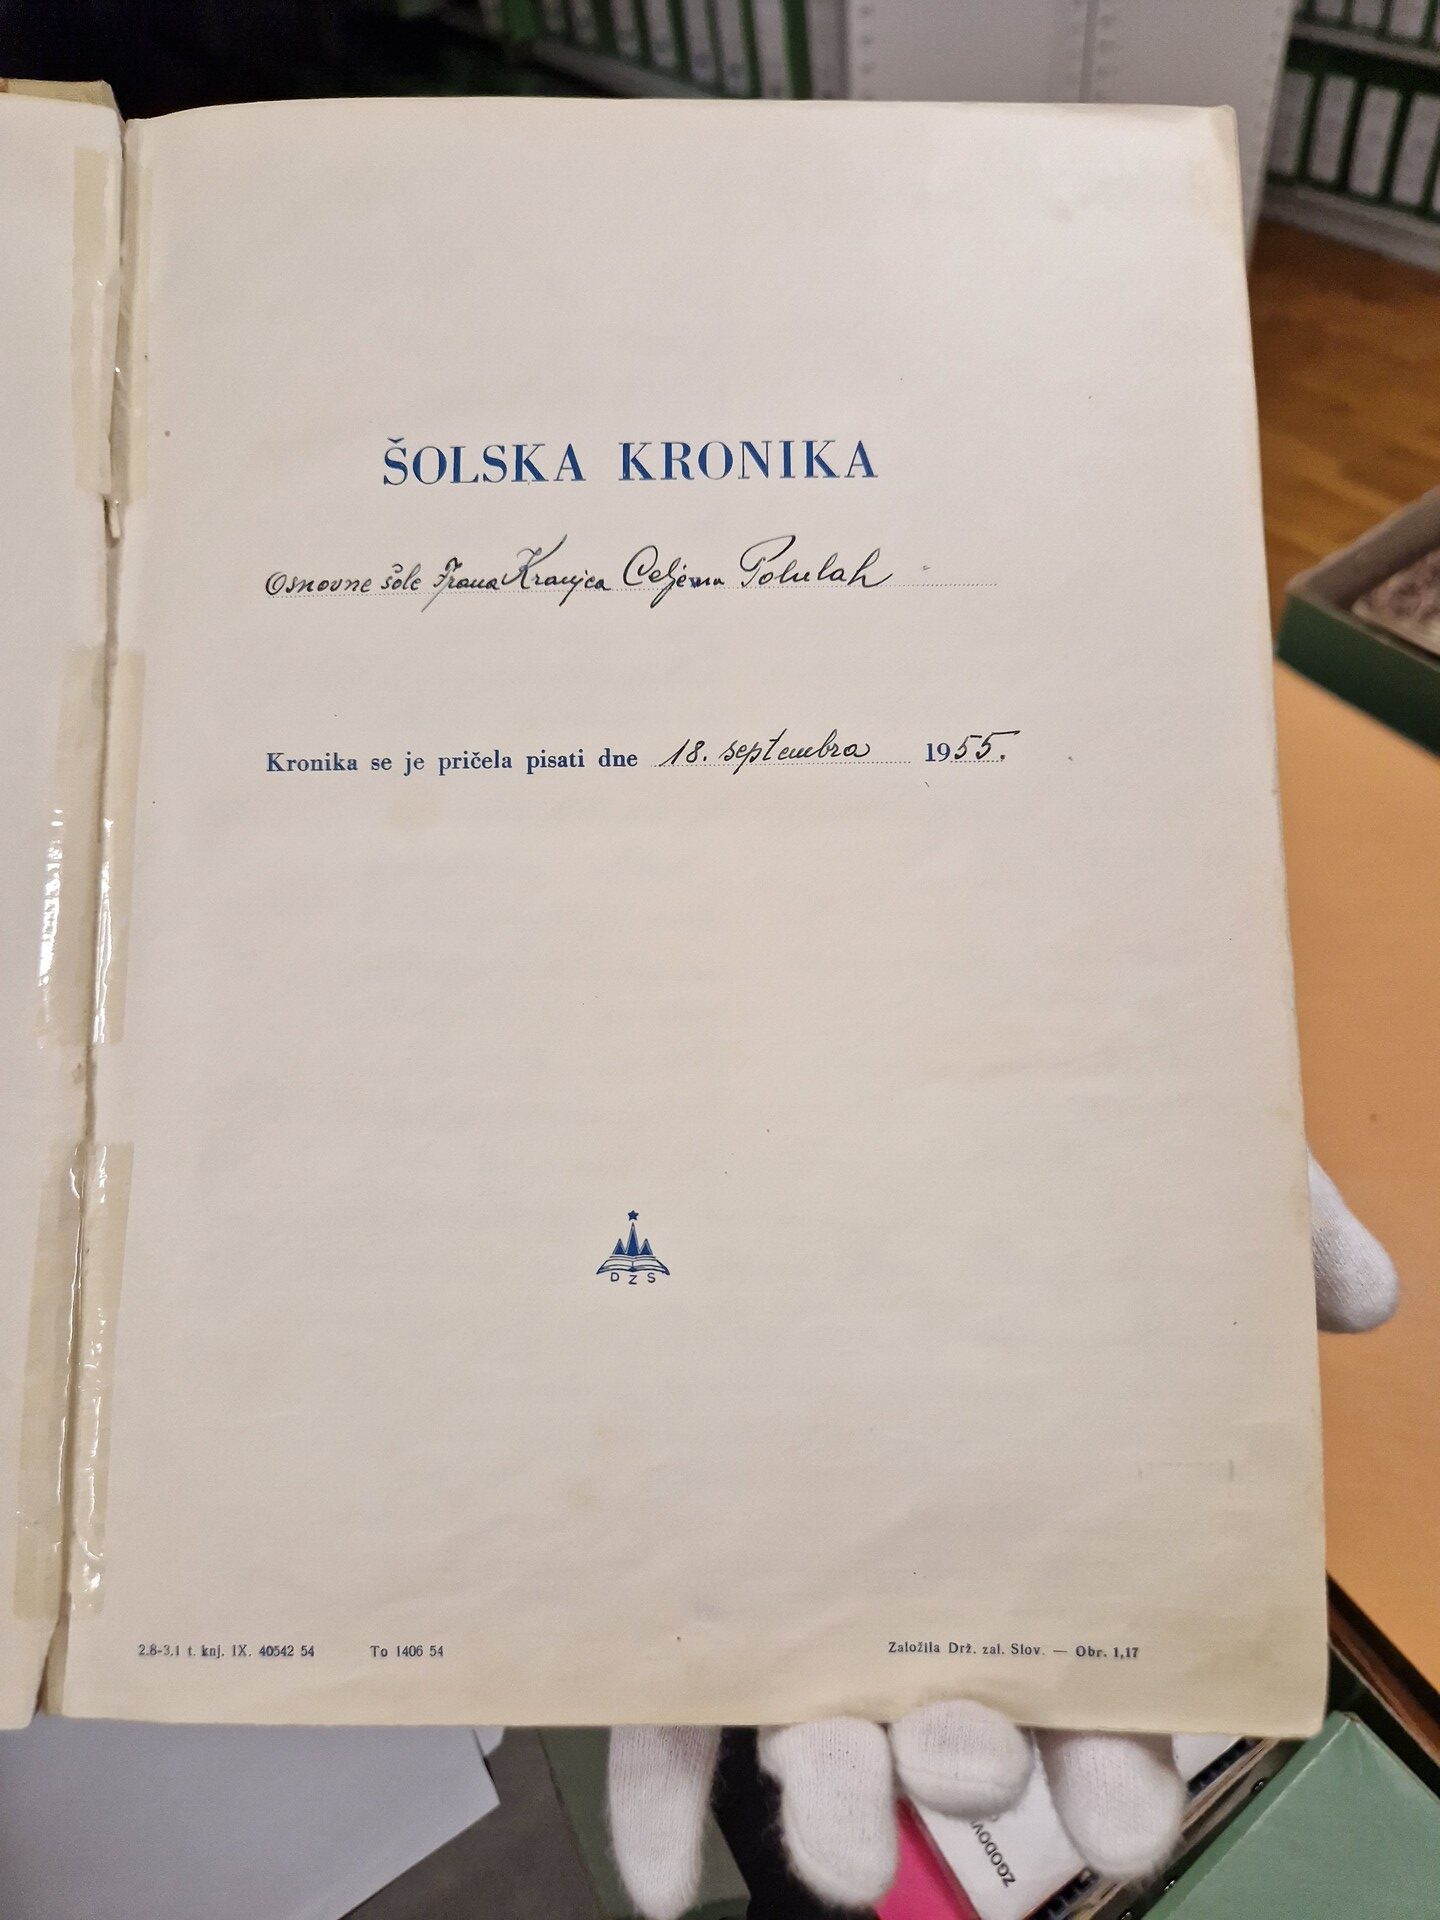 ŠOLSKA KRONIKA
Osnovne šole Frana Kranjca Celje na Polulah
Kronika se je pričela pisati dne 18. septembra 1955.
DZS
2.8-3.1 t. knj. IX. 40542 54 To 1406 54 Založila Drž. zal. Slov. — Obr. 1,17
ZGODOV